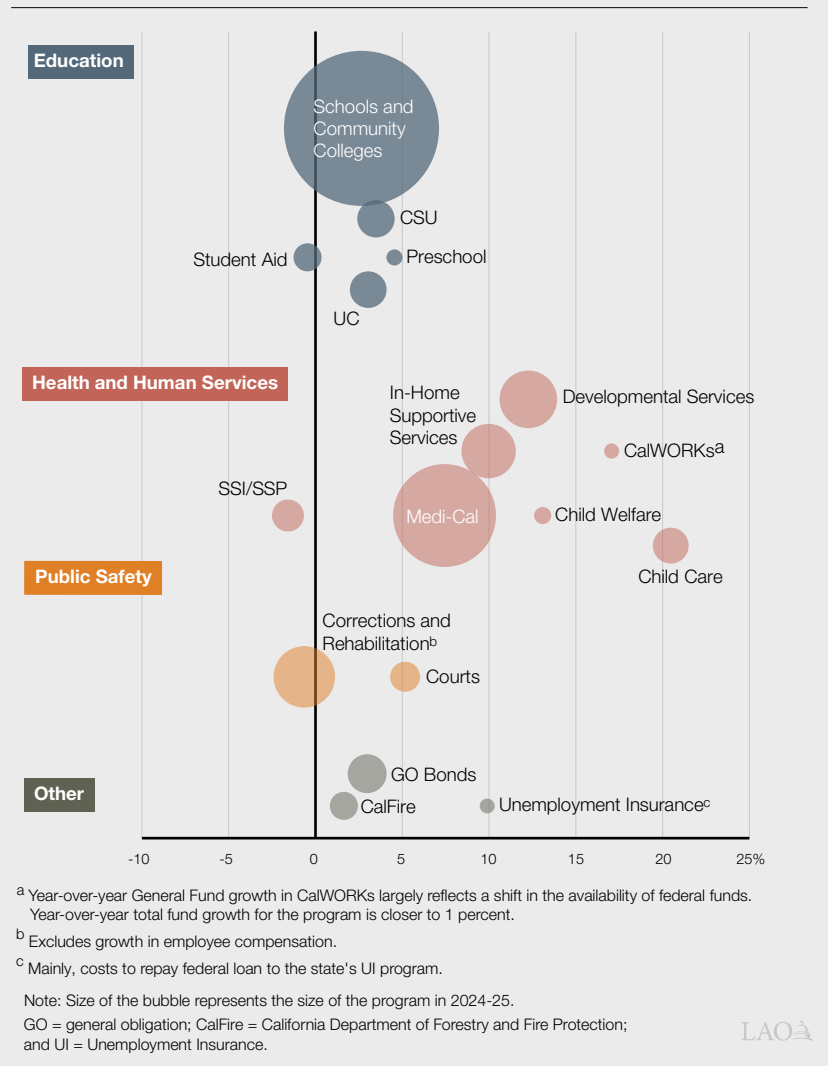 Education
Schools and
Community
Colleges
CSU
Student Aid
Preschool
UC
Health and Human Services
In-Home
Supportive
Services
Developmental Services
CalWORKsᵃ
SSI/SSP
Medi-Cal
Child Welfare
Child Care
Public Safety
Corrections and
Rehabilitationᵇ
Courts
Other
GO Bonds
CalFire
Unemployment Insuranceᶜ
-10 -5 0 5 10 15 20 25%
ᵃ Year-over-year General Fund growth in CalWORKs largely reflects a shift in the availability of federal funds.
Year-over-year total fund growth for the program is closer to 1 percent.
ᵇ Excludes growth in employee compensation.
ᶜ Mainly, costs to repay federal loan to the state's UI program.
Note: Size of the bubble represents the size of the program in 2024-25.
GO = general obligation; CalFire = California Department of Forestry and Fire Protection;
and UI = Unemployment Insurance.
LAO